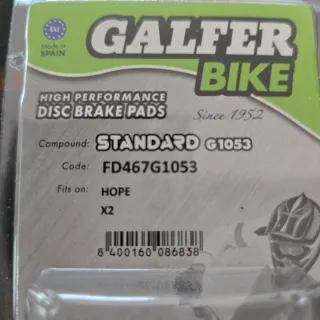 EU
Made in
SPAIN
GALFER
BIKE
HIGH PERFORMANCE
DISC BRAKE PADS
Since 1952
Compound: STANDARD G1053
Code: FD467G1053
Fits on: HOPE
X2
8 400160 086838